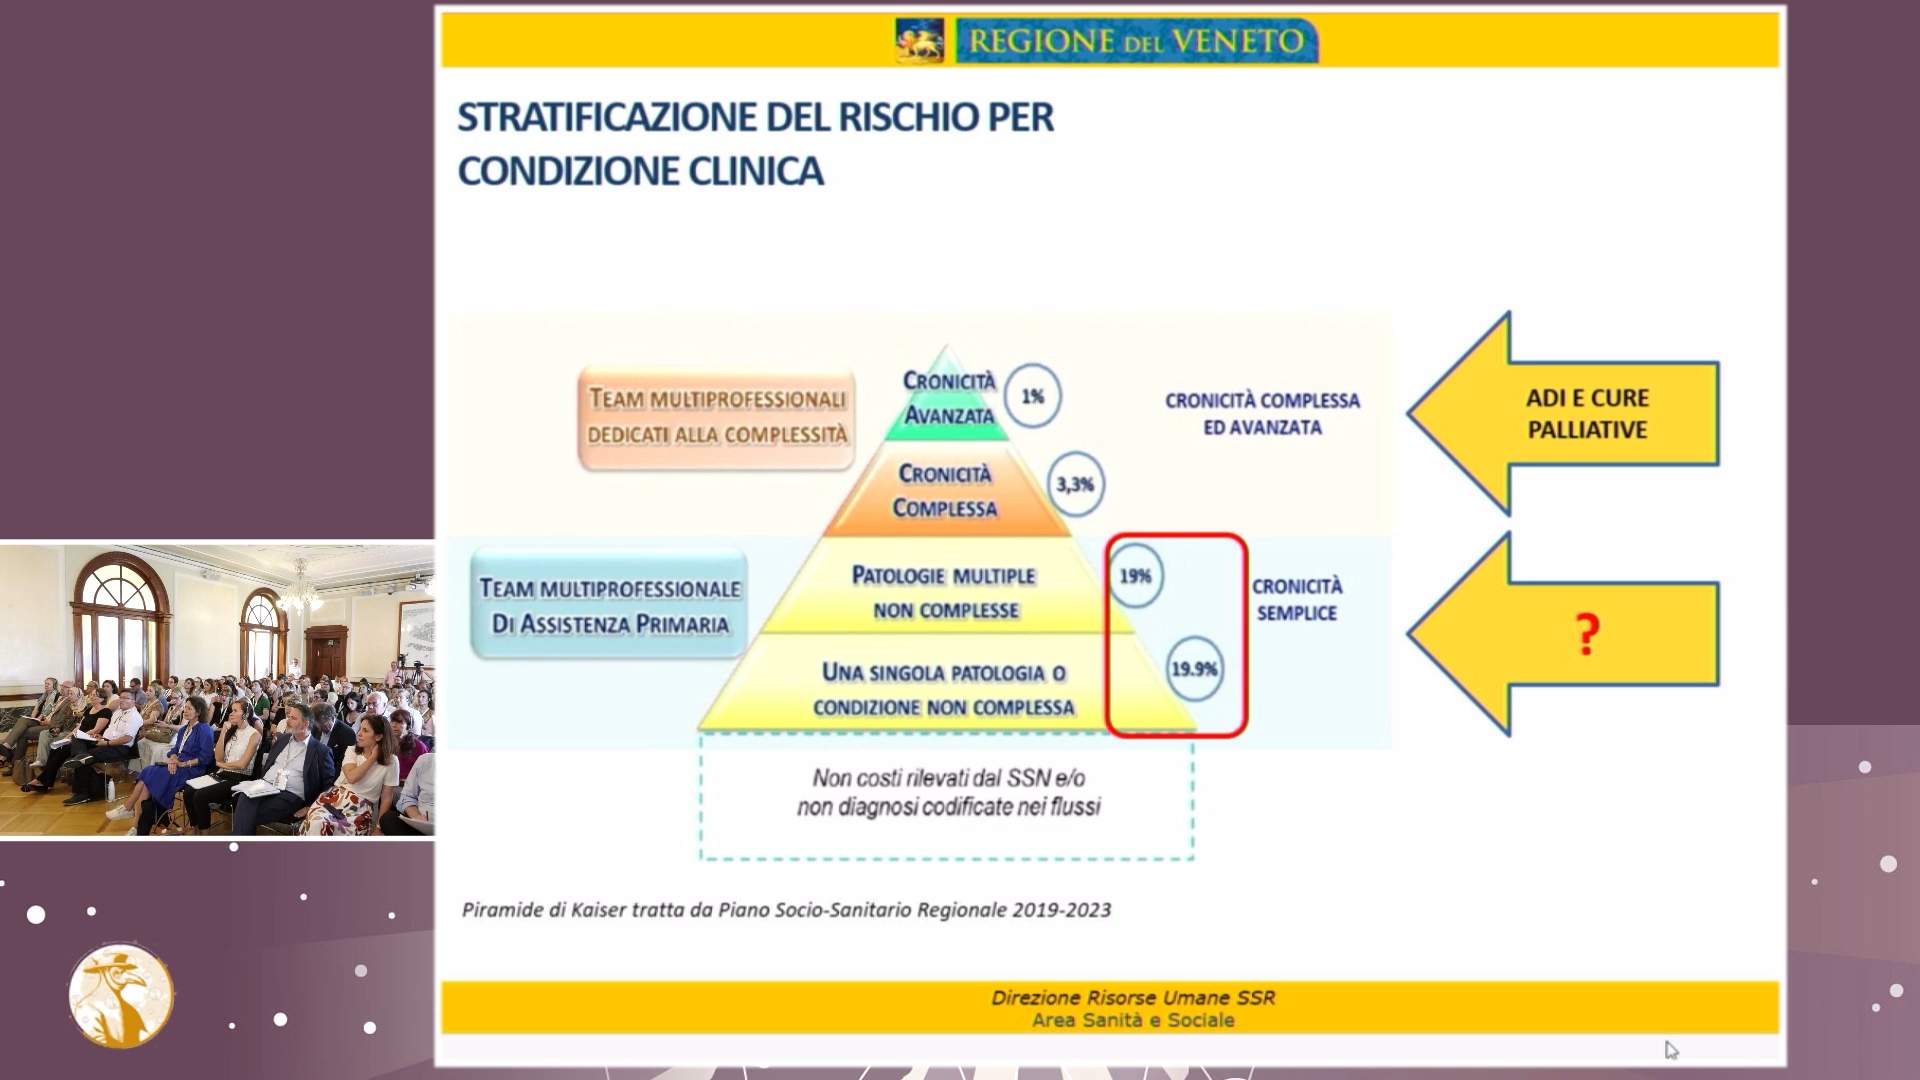 REGIONE DEL VENETO
STRATIFICAZIONE DEL RISCHIO PER
CONDIZIONE CLINICA
TEAM MULTIPROFESSIONALI
DEDICATI ALLA COMPLESSITÀ
CRONICITÀ
AVANZATA
1%
CRONICITÀ COMPLESSA
ED AVANZATA
ADI E CURE
PALLIATIVE
CRONICITÀ
COMPLESSA
3,3%
TEAM MULTIPROFESSIONALE
DI ASSISTENZA PRIMARIA
PATOLOGIE MULTIPLE
NON COMPLESSE
19%
CRONICITÀ
SEMPLICE
?
UNA SINGOLA PATOLOGIA O
CONDIZIONE NON COMPLESSA
19.9%
Non costi rilevati dal SSN e/o
non diagnosi codificate nei flussi
Piramide di Kaiser tratta da Piano Socio-Sanitario Regionale 2019-2023
Direzione Risorse Umane SSR
Area Sanità e Sociale